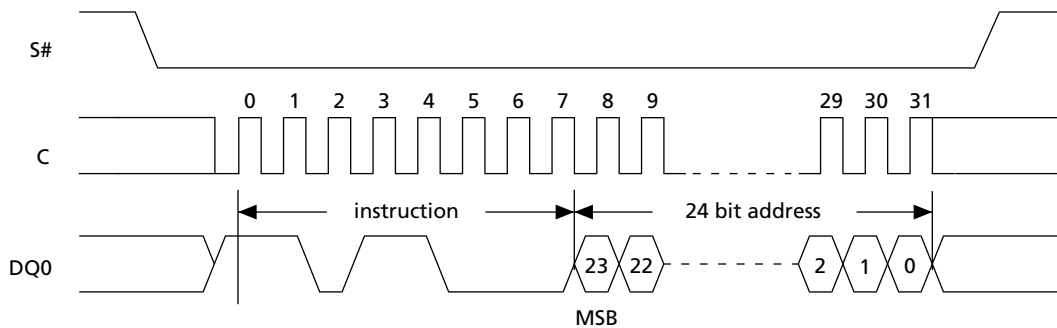 S#
0 1 2 3 4 5 6 7 8 9 29 30 31
C
instruction 24 bit address
DQ0 23 22 2 1 0
MSB